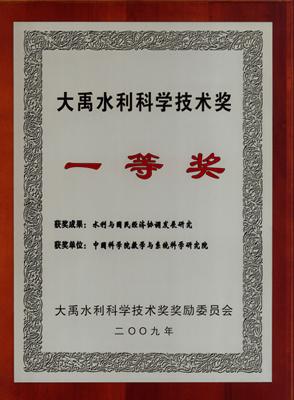 大禹水利科学技术奖
一等奖
获奖成果：水利与国民经济协调发展研究
获奖单位：中国科学院数学与系统科学研究院
大禹水利科学技术奖奖励委员会
二〇〇九年